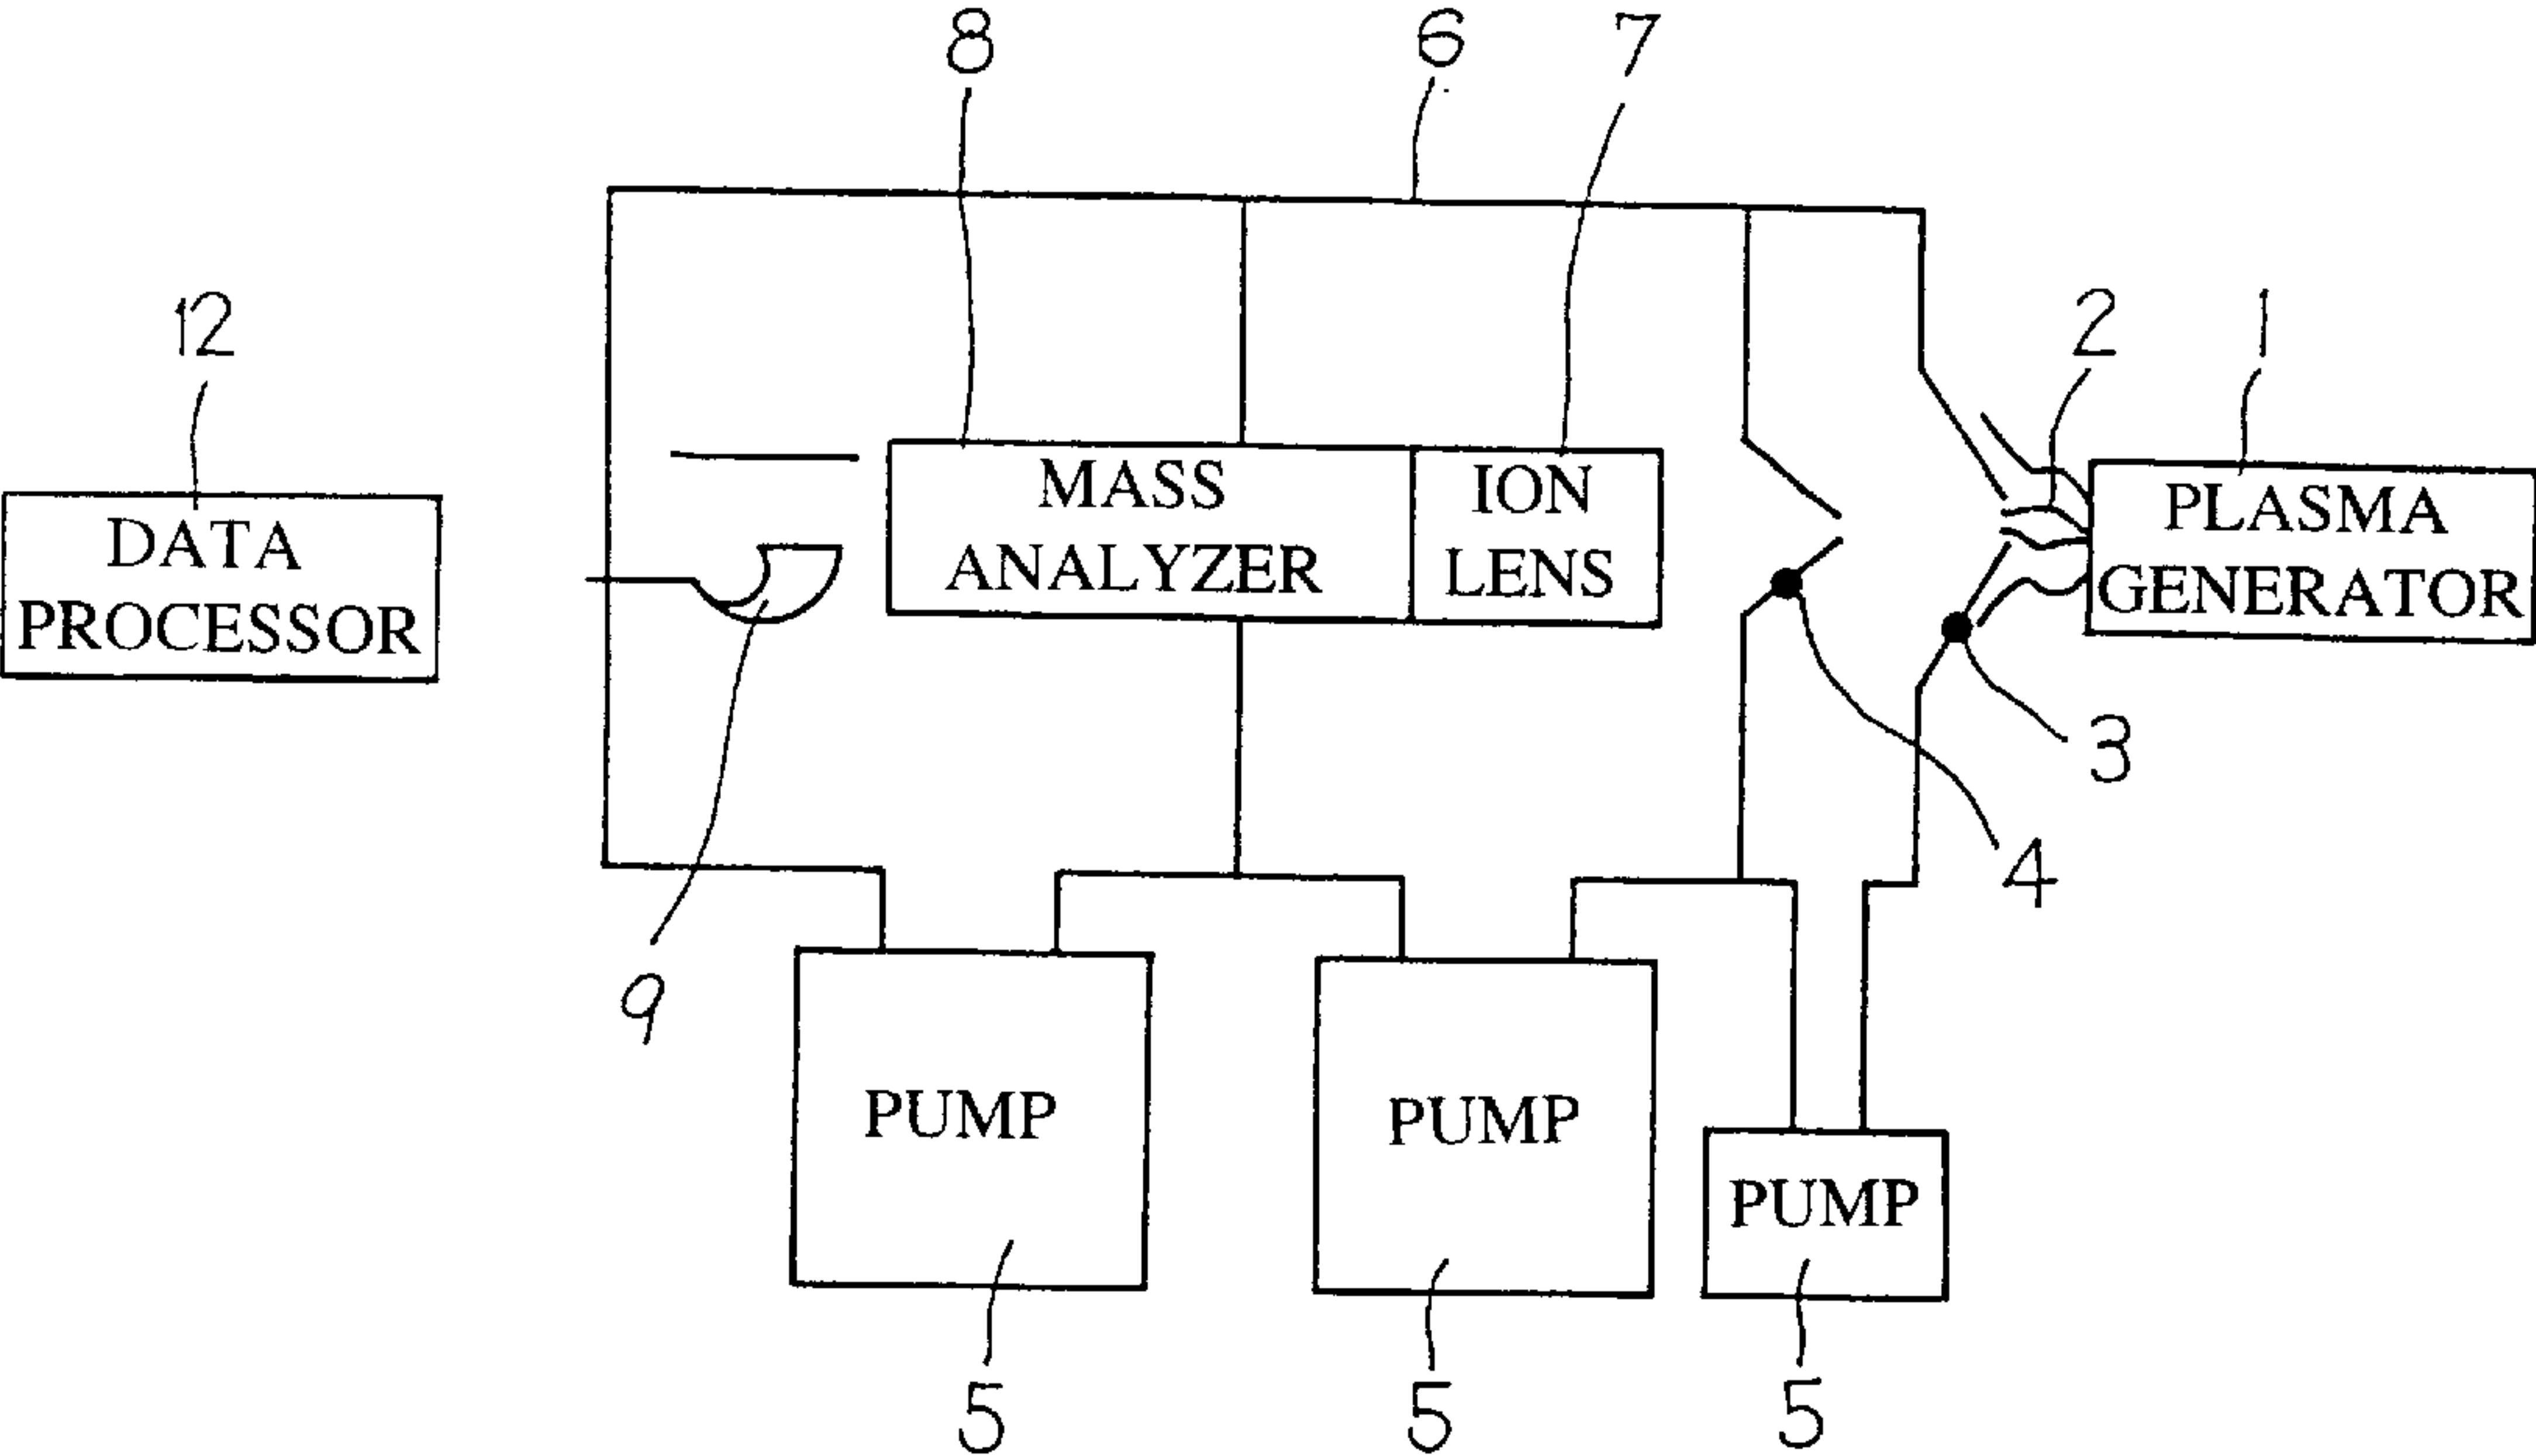 8
6
7
12
2
1
MASS
ANALYZER
ION
LENS
PLASMA
GENERATOR
DATA
PROCESSOR
3
4
9
PUMP
PUMP
PUMP
5
5
5